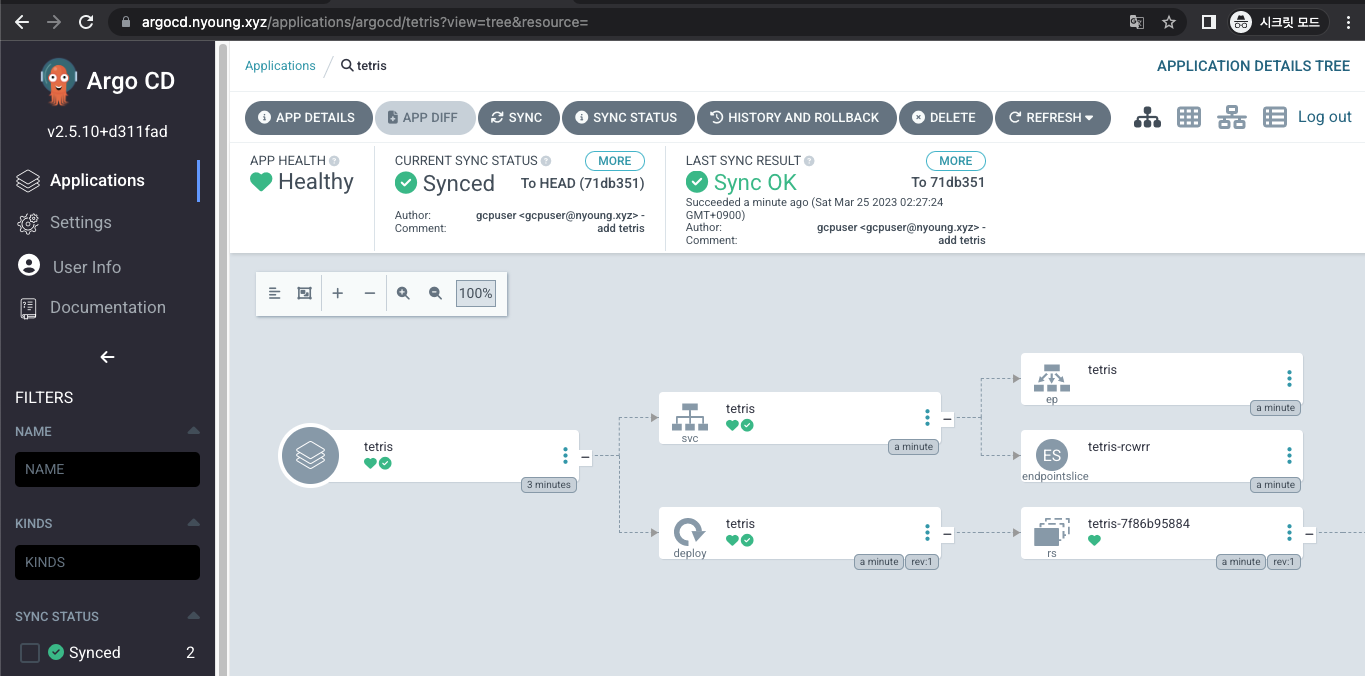 argocd.nyoung.xyz/applications/argocd/tetris?view=tree&resource=
시크릿 모드
Argo CD
v2.5.10+d311fad
Applications
Settings
User Info
Documentation
FILTERS
NAME
NAME
KINDS
KINDS
SYNC STATUS
Synced 2
Applications / tetris
APPLICATION DETAILS TREE
APP DETAILS
APP DIFF
SYNC
SYNC STATUS
HISTORY AND ROLLBACK
DELETE
REFRESH
Log out
APP HEALTH
Healthy
CURRENT SYNC STATUS
MORE
Synced
To HEAD (71db351)
Author: gcpuser <gcpuser@nyoung.xyz> -
Comment: add tetris
LAST SYNC RESULT
MORE
Sync OK
To 71db351
Succeeded a minute ago (Sat Mar 25 2023 02:27:24
GMT+0900)
Author: gcpuser <gcpuser@nyoung.xyz> -
Comment: add tetris
100%
tetris
3 minutes
tetris
svc
a minute
tetris
deploy
a minute
rev:1
tetris
ep
a minute
ES
tetris-rcwrr
endpointslice
a minute
tetris-7f86b95884
rs
a minute
rev:1